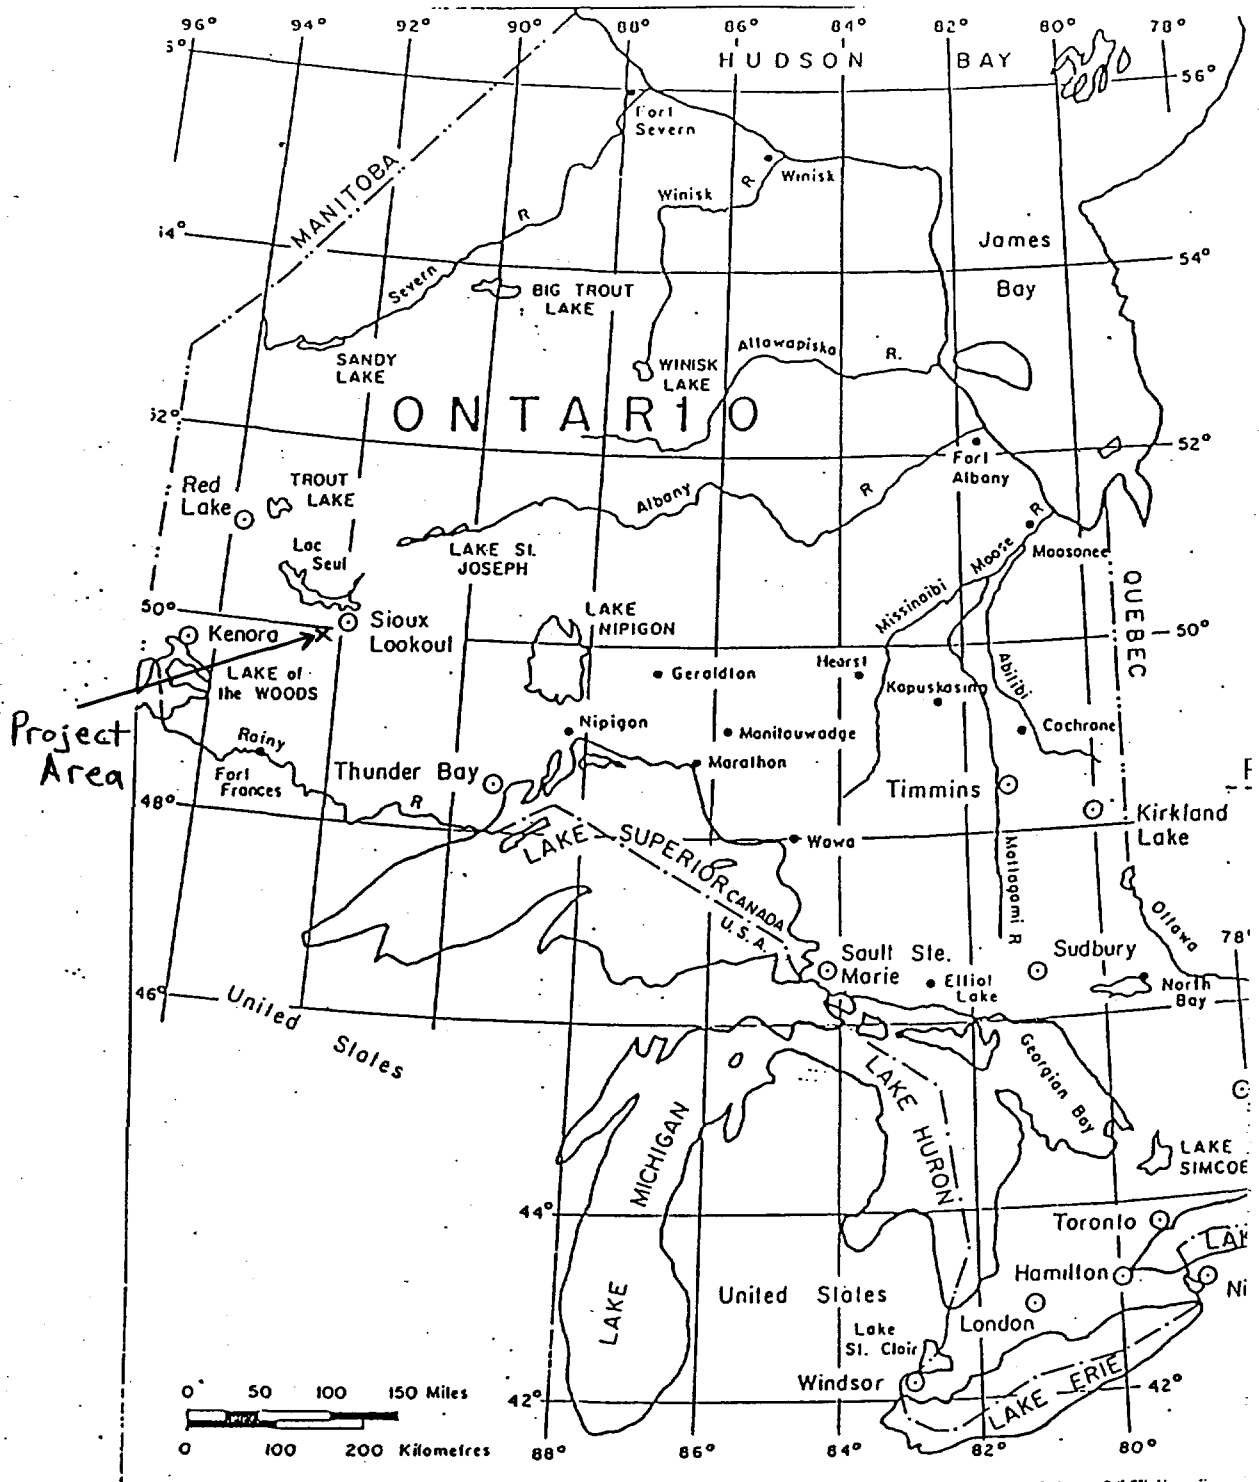 96° 94° 92° 90° 88° 86° 84° 82° 80° 78°
HUDSON BAY
56°
Fort
Severn
Winisk
Winisk R
MANITOBA
Severn R
54°
James
Bay
BIG TROUT
LAKE
SANDY
LAKE
WINISK
LAKE
Attawapiska R.
ONTARIO
52°
52°
Fort
Albany
Red
Lake
TROUT
LAKE
Albany R
Lac
Seul
LAKE St.
JOSEPH
Moose R
Moosonee
Missinaibi
QUEBEC
50°
50°
Kenora
Sioux
Lookout
LAKE
NIPIGON
LAKE of
the WOODS
Geraldton
Hearst
Kapuskasing
Abitibi
Cochrane
Project
Area
Rainy R
Fort
Frances
Nipigon
Manitouwadge
Marathon
Thunder Bay
Timmins
Kirkland
Lake
48°
LAKE SUPERIOR
Wawa
Mattagami R
CANADA
U.S.A.
Ottawa
78°
Sault Ste.
Marie
Elliot
Lake
Sudbury
North
Bay
46°
United
States
Georgian Bay
LAKE HURON
LAKE MICHIGAN
LAKE
SIMCOE
44°
Toronto
Hamilton
London
United States
Lake
St. Clair
Windsor
LAKE ERIE
42°
42°
0 50 100 150 Miles
0 100 200 Kilometres
88° 86° 84° 82° 80°